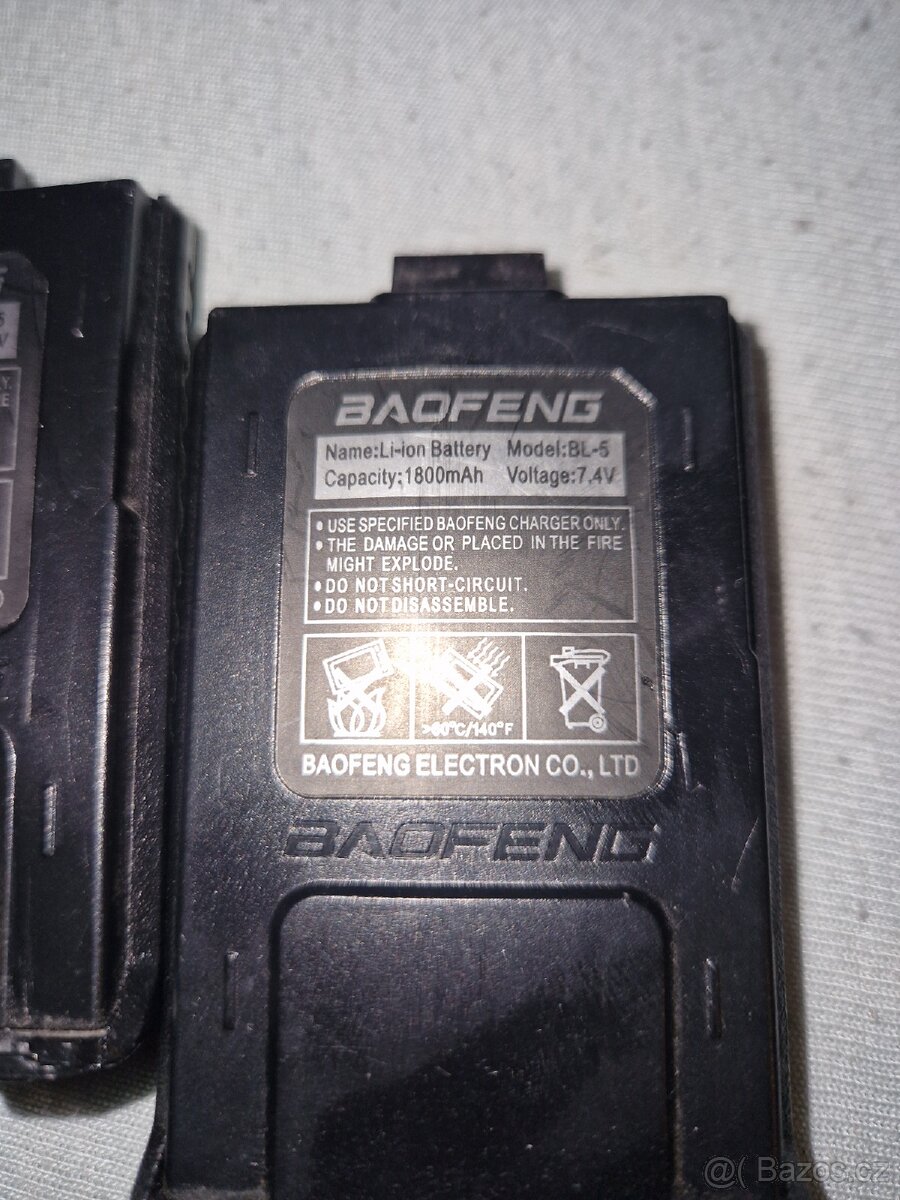 BAOFENG
Name:Li-ion Battery Model:BL-5
Capacity:1800mAh Voltage:7.4V
• USE SPECIFIED BAOFENG CHARGER ONLY.
• THE DAMAGE OR PLACED IN THE FIRE
MIGHT EXPLODE.
• DO NOT SHORT-CIRCUIT.
• DO NOT DISASSEMBLE.
>60°C/140°F
BAOFENG ELECTRON CO., LTD
BAOFENG
@( Bazos.cz